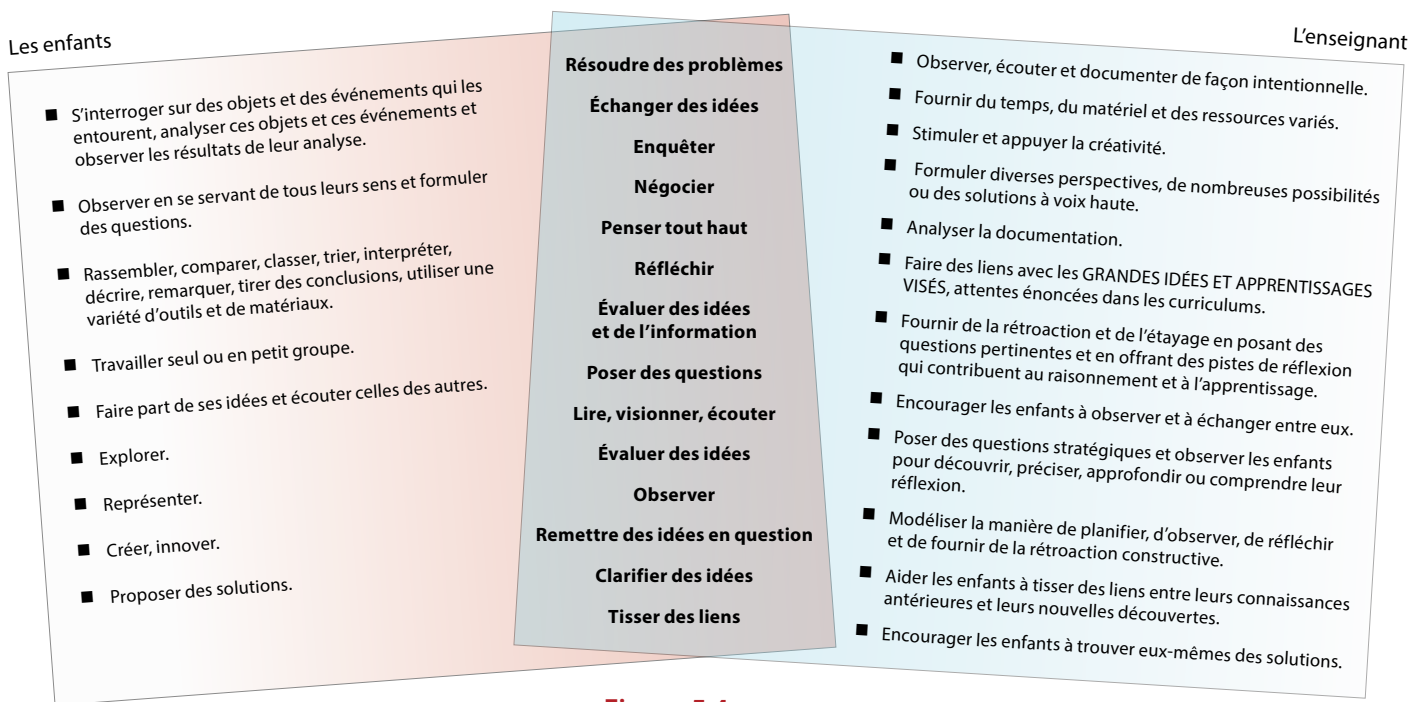 Les enfants
■ S'interroger sur des objets et des événements qui les
entourent, analyser ces objets et ces événements et
observer les résultats de leur analyse.
■ Observer en se servant de tous leurs sens et formuler
des questions.
■ Rassembler, comparer, classer, trier, interpréter,
décrire, remarquer, tirer des conclusions, utiliser une
variété d'outils et de matériaux.
■ Travailler seul ou en petit groupe.
■ Faire part de ses idées et écouter celles des autres.
■ Explorer.
■ Représenter.
■ Créer, innover.
■ Proposer des solutions.
Résoudre des problèmes
Échanger des idées
Enquêter
Négocier
Penser tout haut
Réfléchir
Évaluer des idées
et de l'information
Poser des questions
Lire, visionner, écouter
Évaluer des idées
Observer
Remettre des idées en question
Clarifier des idées
Tisser des liens
L'enseignant
■ Observer, écouter et documenter de façon intentionnelle.
■ Fournir du temps, du matériel et des ressources variés.
■ Stimuler et appuyer la créativité.
■ Formuler diverses perspectives, de nombreuses possibilités
ou des solutions à voix haute.
■ Analyser la documentation.
■ Faire des liens avec les GRANDES IDÉES ET APPRENTISSAGES
VISÉS, attentes énoncées dans les curriculums.
■ Fournir de la rétroaction et de l'étayage en posant des
questions pertinentes et en offrant des pistes de réflexion
qui contribuent au raisonnement et à l'apprentissage.
■ Encourager les enfants à observer et à échanger entre eux.
■ Poser des questions stratégiques et observer les enfants
pour découvrir, préciser, approfondir ou comprendre leur
réflexion.
■ Modéliser la manière de planifier, d'observer, de réfléchir
et de fournir de la rétroaction constructive.
■ Aider les enfants à tisser des liens entre leurs connaissances
antérieures et leurs nouvelles découvertes.
■ Encourager les enfants à trouver eux-mêmes des solutions.